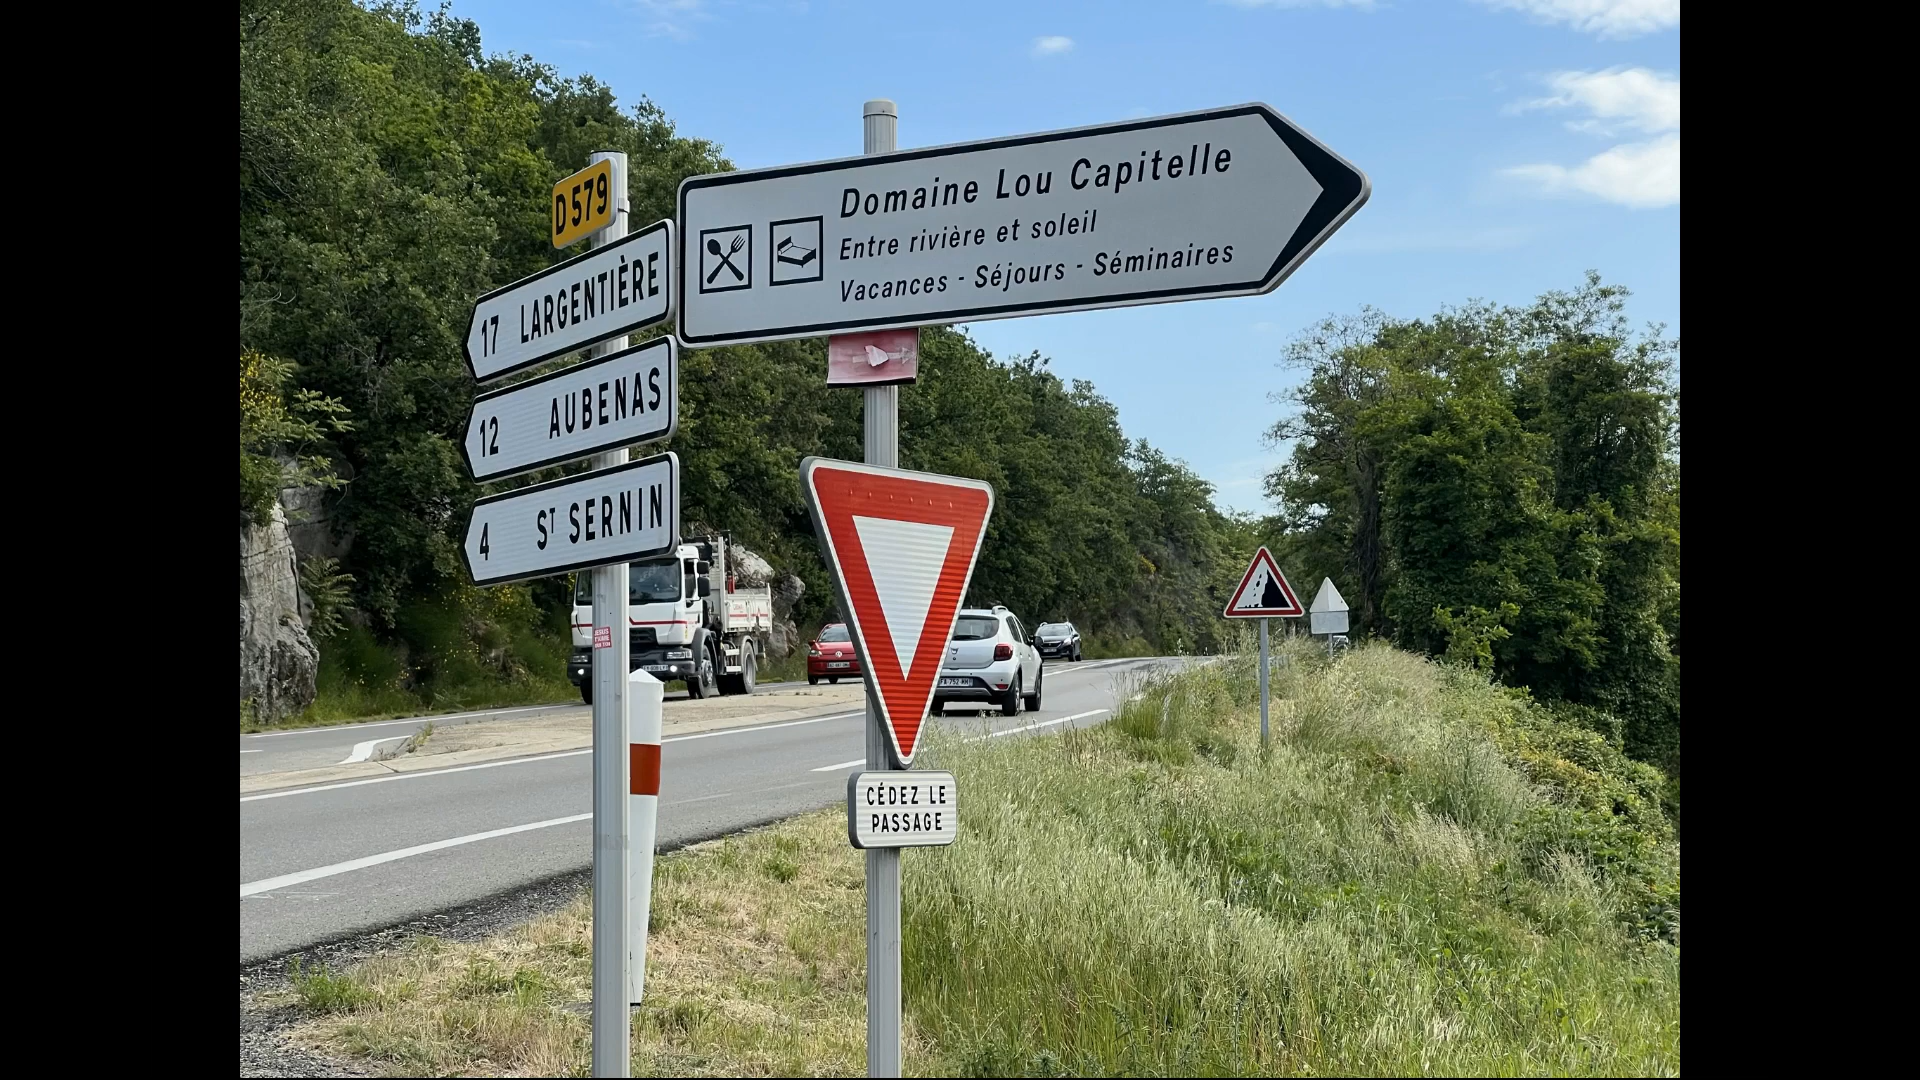 D 579
17 LARGENTIÈRE
12 AUBENAS
4 ST SERNIN
Domaine Lou Capitelle
Entre rivière et soleil
Vacances - Séjours - Séminaires
CÉDEZ LE
PASSAGE